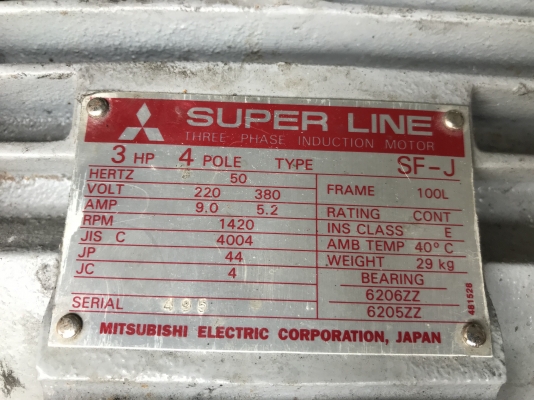 SUPER LINE
THREE-PHASE INDUCTION MOTOR
3 HP 4 POLE TYPE SF-J
HERTZ 50
VOLT 220 380
AMP 9.0 5.2
RPM 1420
JIS C 4004
JP 44
JC 4
SERIAL
FRAME 100L
RATING CONT
INS CLASS E
AMB TEMP 40°C
WEIGHT 29 kg
BEARING
6206ZZ
6205ZZ
481528
MITSUBISHI ELECTRIC CORPORATION, JAPAN